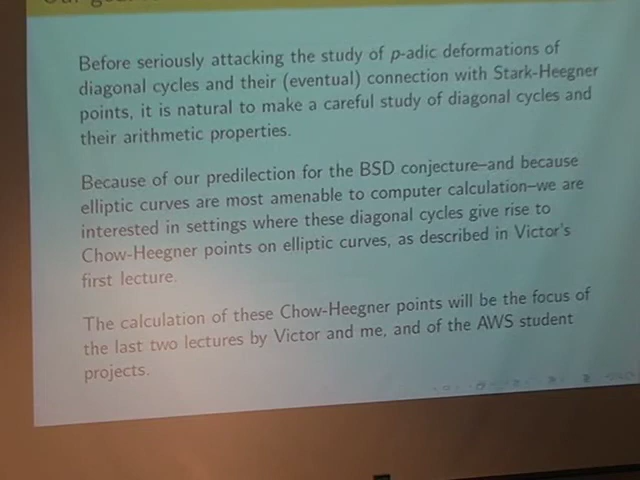 Before seriously attacking the study of p-adic deformations of
diagonal cycles and their (eventual) connection with Stark-Heegner
points, it is natural to make a careful study of diagonal cycles and
their arithmetic properties.
Because of our predilection for the BSD conjecture–and because
elliptic curves are most amenable to computer calculation–we are
interested in settings where these diagonal cycles give rise to
Chow-Heegner points on elliptic curves, as described in Victor's
first lecture.
The calculation of these Chow-Heegner points will be the focus of
the last two lectures by Victor and me, and of the AWS student
projects.